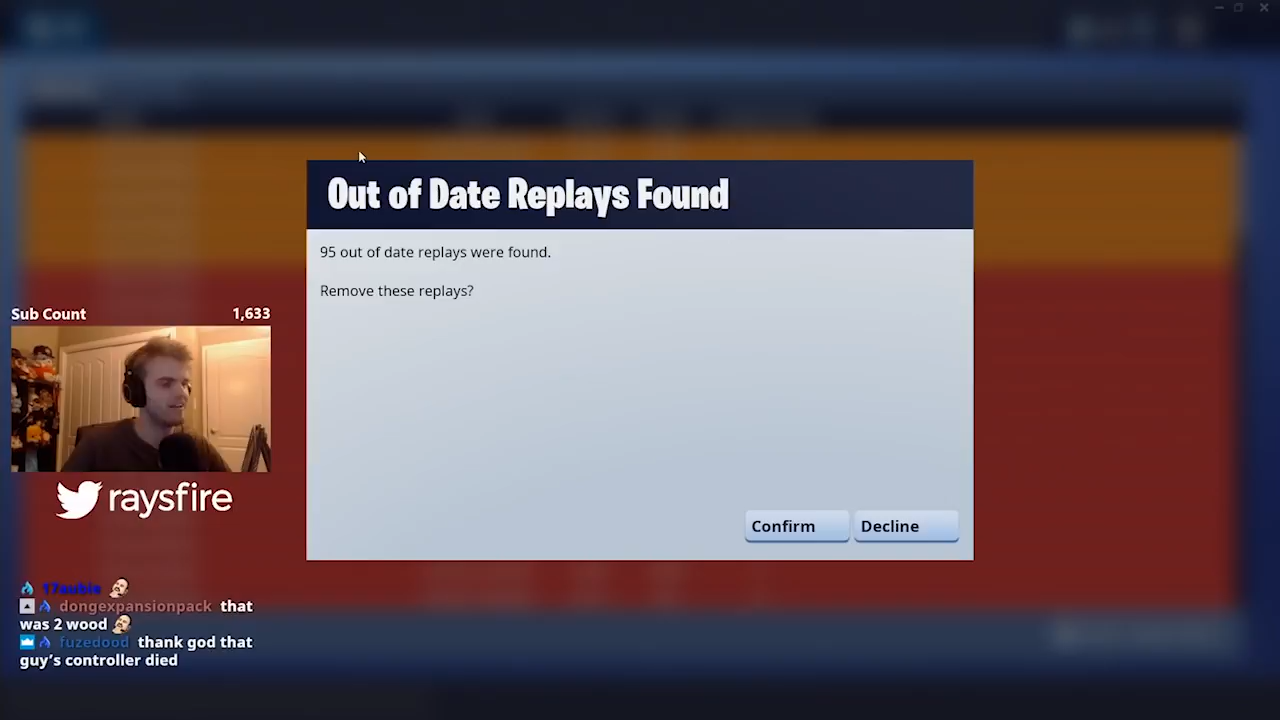 Out of Date Replays Found
95 out of date replays were found.
Remove these replays?
Confirm
Decline
Sub Count 1,633
raysfire
dongexpansionpack that
was 2 wood
fuzedood thank god that
guy's controller died